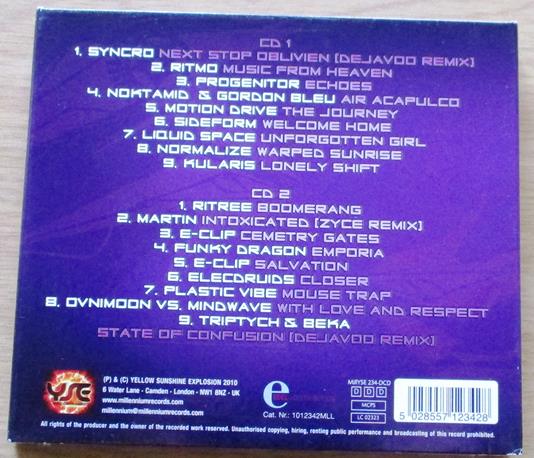 CD 1
1. SYNCRO NEXT STOP OBLIVIEN [DEJAVOO REMIX]
2. RITMO MUSIC FROM HEAVEN
3. PROGENITOR ECHOES
4. NOKTAMID & GORDON BLEU AIR ACAPULCO
5. MOTION DRIVE THE JOURNEY
6. SIDEFORM WELCOME HOME
7. LIQUID SPACE UNFORGOTTEN GIRL
8. NORMALIZE WARPED SUNRISE
9. KULARIS LONELY SHIFT
CD 2
1. RITREE BOOMERANG
2. MARTIN INTOXICATED [ZYCE REMIX]
3. E-CLIP CEMETRY GATES
4. FUNKY DRAGON EMPORIA
5. E-CLIP SALVATION
6. ELECDRUIDS CLOSER
7. PLASTIC VIBE MOUSE TRAP
8. OVNIMOON VS. MINDWAVE WITH LOVE AND RESPECT
9. TRIPTYCH & BEKA
STATE OF CONFUSION [DEJAVOO REMIX]
YSE
(P) & (C) YELLOW SUNSHINE EXPLOSION 2010
6 Water Lane - Camden - London - NW1 8NZ - UK
www.millenniumrecords.com
millennium@millenniumrecords.com
e
Cat. Nr.: 1012342MLL
MillYSE 234-DCD
D D D
MCPS
LC 02323
5 028557 123428
All rights of the producer and the owner of the recorded work reserved. Unauthorised copying, hiring, renting public performance and broadcasting of this record prohibited.